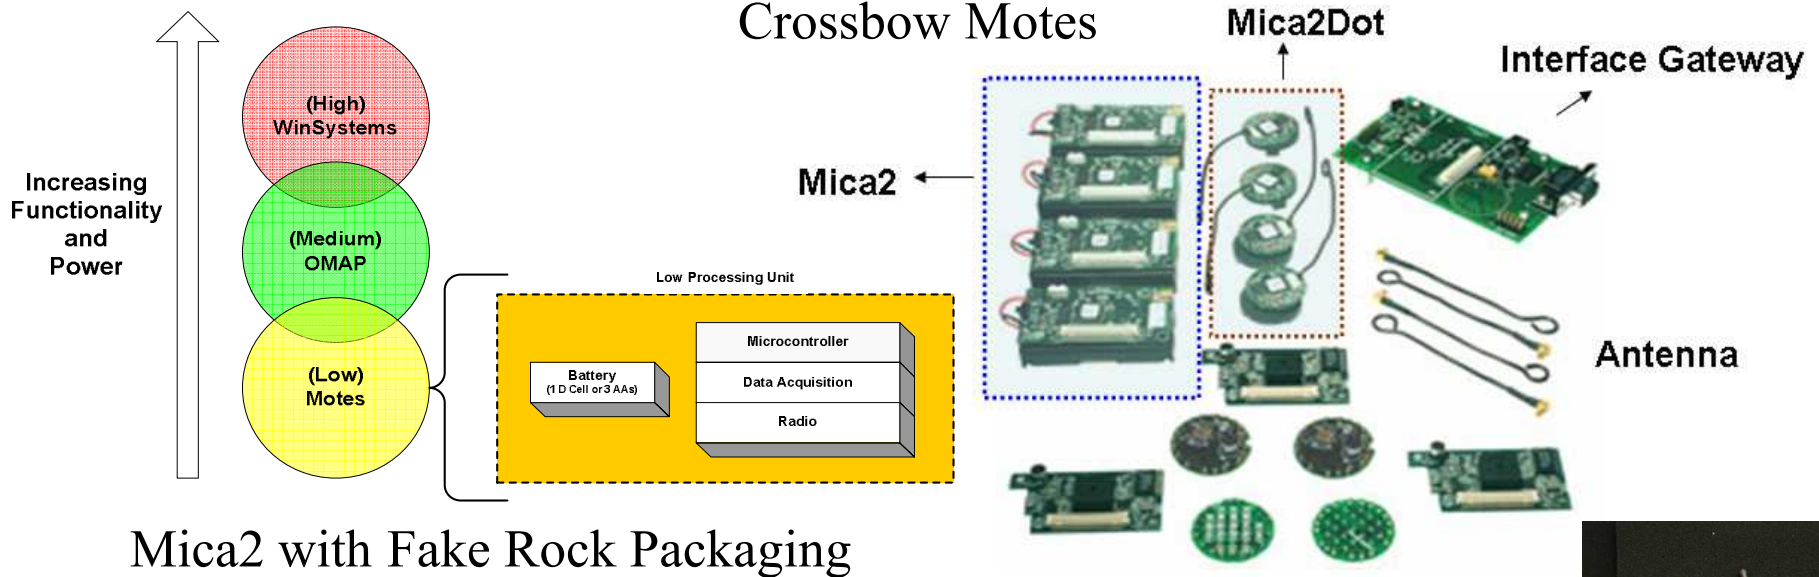 Crossbow Motes
(High)
WinSystems
Increasing
Functionality
and
Power
(Medium)
OMAP
(Low)
Motes
Low Processing Unit
Battery
(1 D Cell or 3 AAs)
Microcontroller
Data Acquisition
Radio
Mica2
Mica2Dot
Interface Gateway
Antenna
Mica2 with Fake Rock Packaging